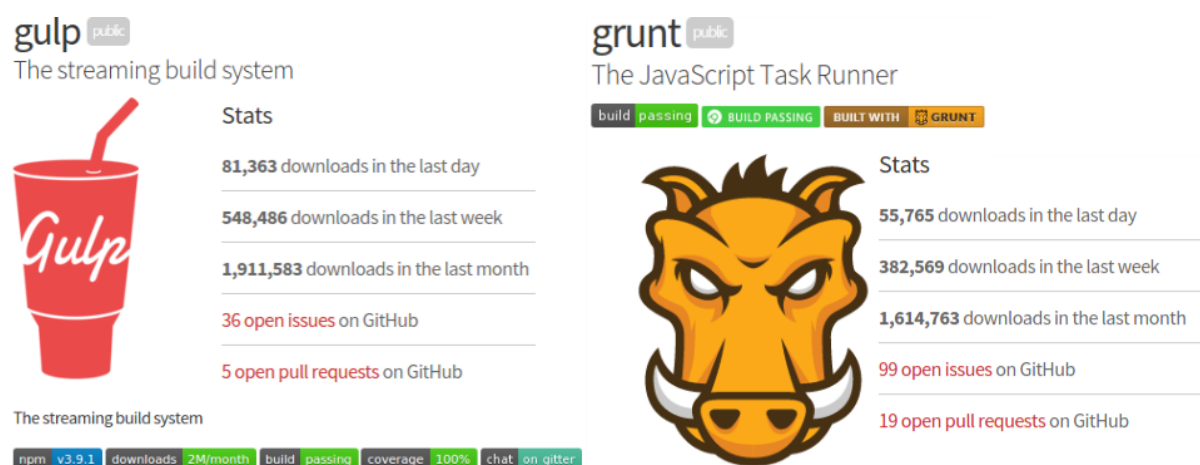 gulp public
The streaming build system
Gulp
Stats
81,363 downloads in the last day
548,486 downloads in the last week
1,911,583 downloads in the last month
36 open issues on GitHub
5 open pull requests on GitHub
The streaming build system
npm v3.9.1 downloads 2M/month build passing coverage 100% chat on gitter
grunt public
The JavaScript Task Runner
build passing BUILD PASSING BUILT WITH GRUNT
Stats
55,765 downloads in the last day
382,569 downloads in the last week
1,614,763 downloads in the last month
99 open issues on GitHub
19 open pull requests on GitHub